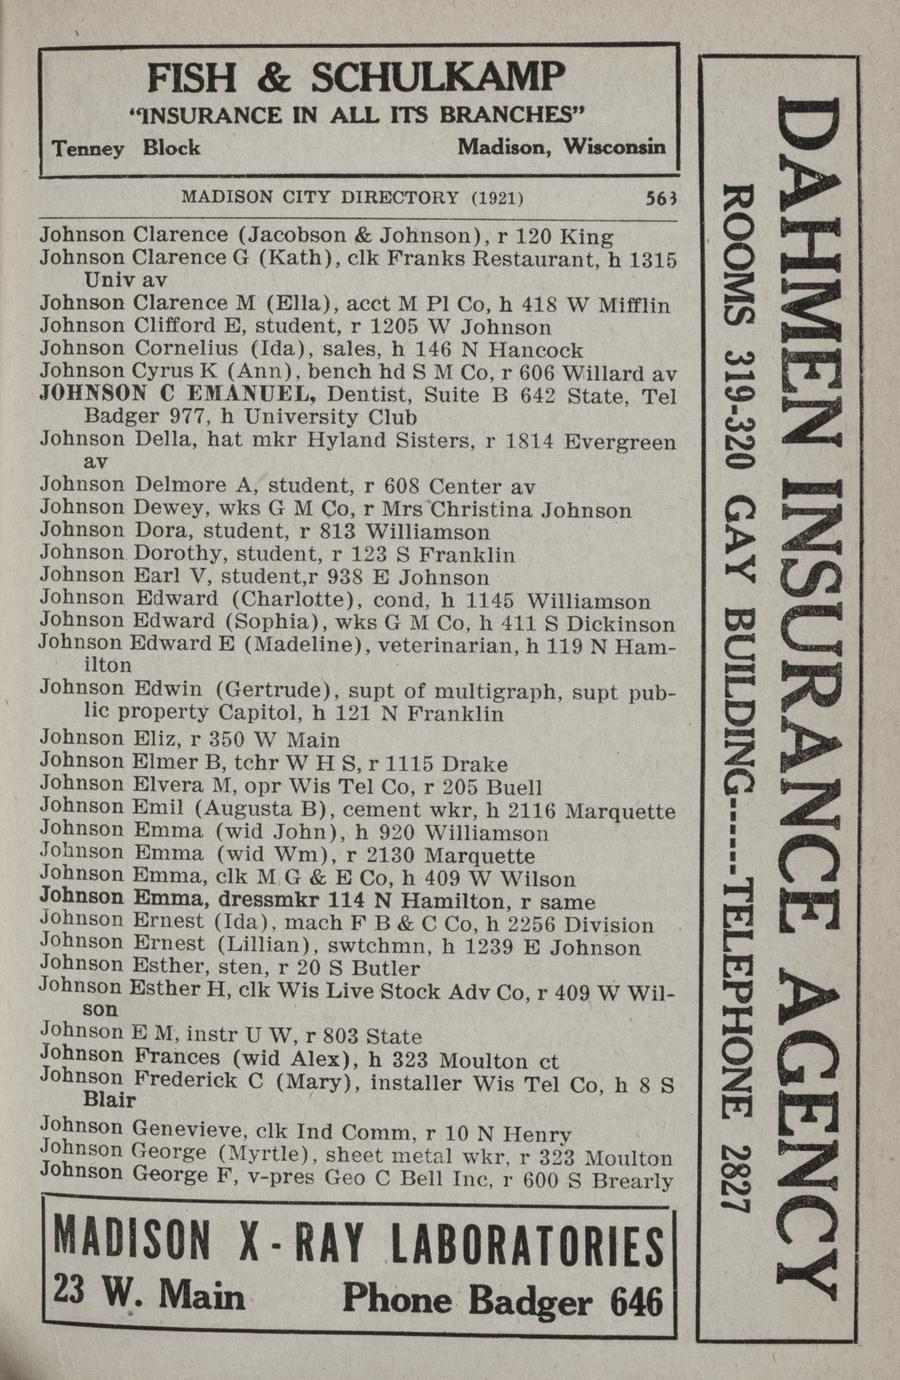 FISH & SCHULKAMP
“INSURANCE IN ALL ITS BRANCHES”
Tenney Block Madison, Wisconsin
MADISON CITY DIRECTORY (1921) 563
Johnson Clarence (Jacobson & Johnson), r 120 King
Johnson Clarence G (Kath), clk Franks Restaurant, h 1315
Univ av
Johnson Clarence M (Ella), acct M Pl Co, h 418 W Mifflin
Johnson Clifford E, student, r 1205 W Johnson
Johnson Cornelius (Ida), sales, h 146 N Hancock
Johnson Cyrus K (Ann), bench hd S M Co, r 606 Willard av
JOHNSON C EMANUEL, Dentist, Suite B 642 State, Tel
Badger 977, h University Club
Johnson Della, hat mkr Hyland Sisters, r 1814 Evergreen
av
Johnson Delmore A, student, r 608 Center av
Johnson Dewey, wks G M Co, r Mrs Christina Johnson
Johnson Dora, student, r 813 Williamson
Johnson Dorothy, student, r 123 S Franklin
Johnson Earl V, student,r 938 E Johnson
Johnson Edward (Charlotte), cond, h 1145 Williamson
Johnson Edward (Sophia), wks G M Co, h 411 S Dickinson
Johnson Edward E (Madeline), veterinarian, h 119 N Ham-
ilton
Johnson Edwin (Gertrude), supt of multigraph, supt pub-
lic property Capitol, h 121 N Franklin
Johnson Eliz, r 350 W Main
Johnson Elmer B, tchr W H S, r 1115 Drake
Johnson Elvera M, opr Wis Tel Co, r 205 Buell
Johnson Emil (Augusta B), cement wkr, h 2116 Marquette
Johnson Emma (wid John), h 920 Williamson
Johnson Emma (wid Wm), r 2130 Marquette
Johnson Emma, clk M G & E Co, h 409 W Wilson
Johnson Emma, dressmkr 114 N Hamilton, r same
Johnson Ernest (Ida), mach F B & C Co, h 2256 Division
Johnson Ernest (Lillian), swtchmn, h 1239 E Johnson
Johnson Esther, sten, r 20 S Butler
Johnson Esther H, clk Wis Live Stock Adv Co, r 409 W Wil-
son
Johnson E M, instr U W, r 803 State
Johnson Frances (wid Alex), h 323 Moulton ct
Johnson Frederick C (Mary), installer Wis Tel Co, h 8 S
Blair
Johnson Genevieve, clk Ind Comm, r 10 N Henry
Johnson George (Myrtle), sheet metal wkr, r 323 Moulton
Johnson George F, v-pres Geo C Bell Inc, r 600 S Brearly
MADISON X-RAY LABORATORIES
23 W. Main Phone Badger 646
DAHMEN INSURANCE AGENCY
ROOMS 319-320 GAY BUILDING------TELEPHONE 2827